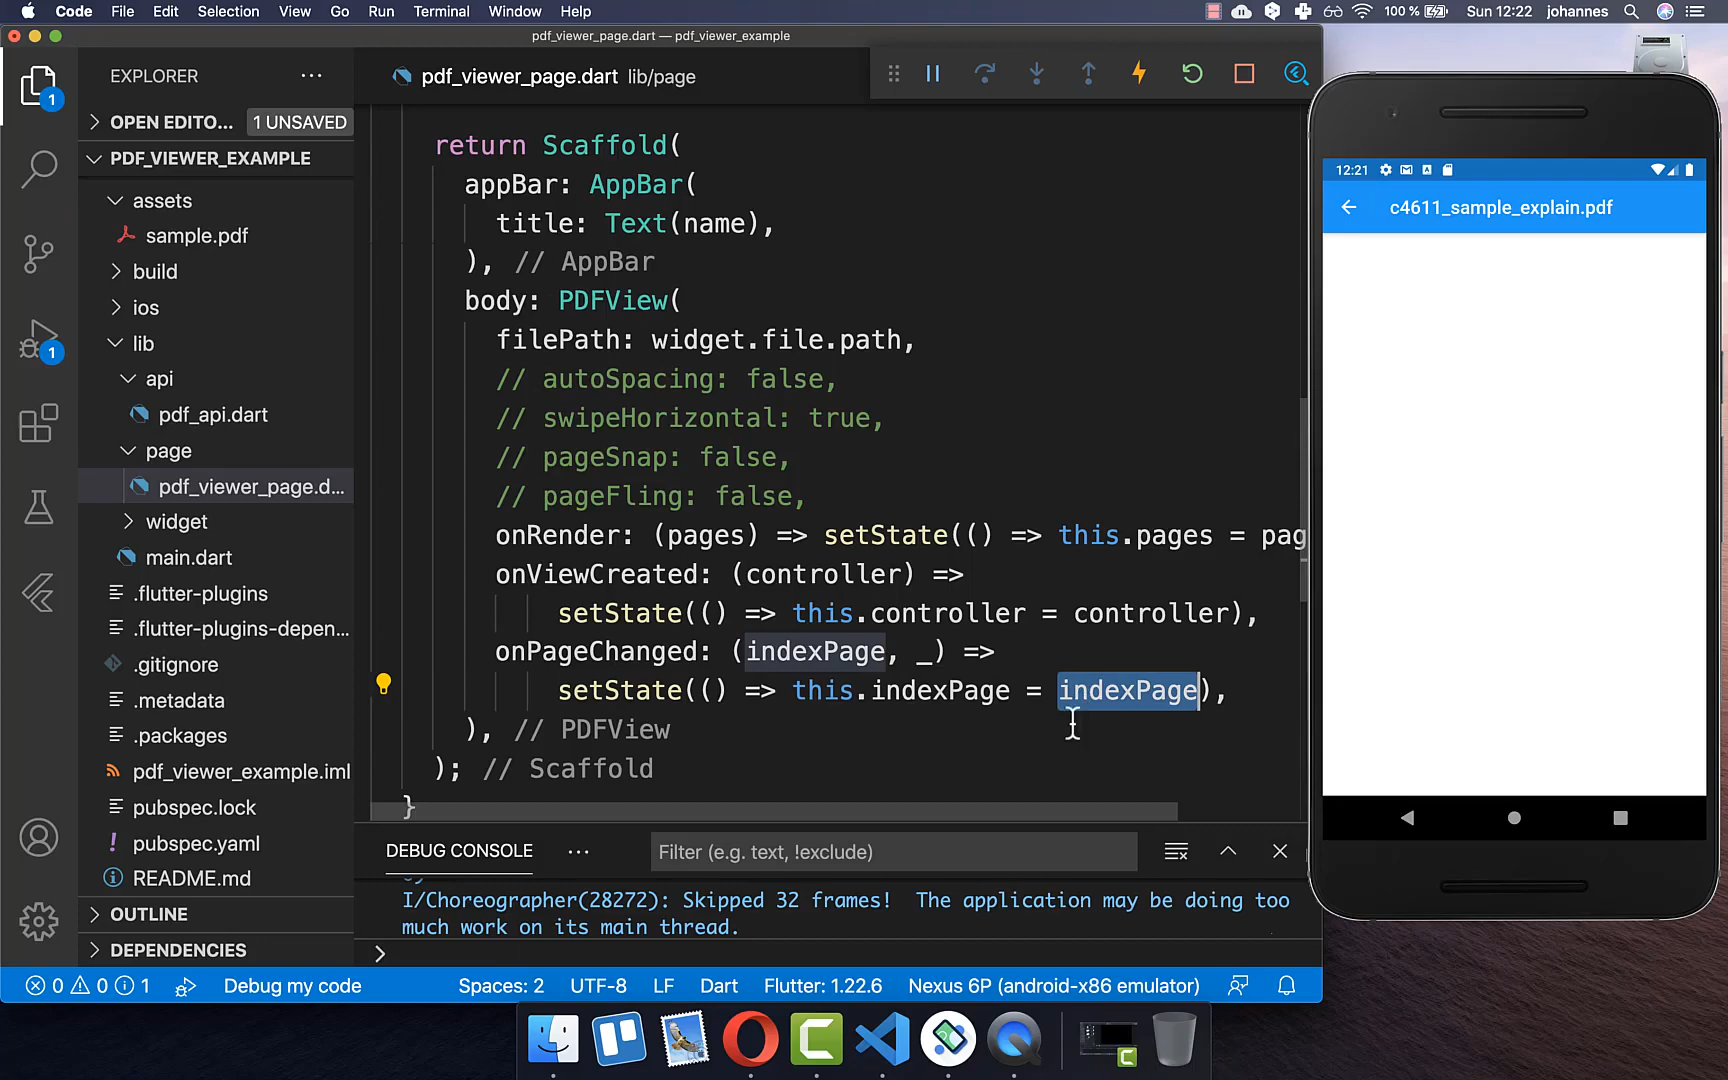 Code File Edit Selection View Go Run Terminal Window Help 100 % Sun 12:22 johannes
pdf_viewer_page.dart — pdf_viewer_example
EXPLORER
OPEN EDITO... 1 UNSAVED
PDF_VIEWER_EXAMPLE
assets
sample.pdf
build
ios
lib
api
pdf_api.dart
page
pdf_viewer_page.d...
widget
main.dart
.flutter-plugins
.flutter-plugins-depen...
.gitignore
.metadata
.packages
pdf_viewer_example.iml
pubspec.lock
pubspec.yaml
README.md
OUTLINE
DEPENDENCIES
1
1
pdf_viewer_page.dart lib/page
return Scaffold(
appBar: AppBar(
title: Text(name),
), // AppBar
body: PDFView(
filePath: widget.file.path,
// autoSpacing: false,
// swipeHorizontal: true,
// pageSnap: false,
// pageFling: false,
onRender: (pages) => setState(() => this.pages = pag
onViewCreated: (controller) =>
setState(() => this.controller = controller),
onPageChanged: (indexPage, _) =>
setState(() => this.indexPage = indexPage),
), // PDFView
); // Scaffold
}
DEBUG CONSOLE ... Filter (e.g. text, !exclude)
I/Choreographer(28272): Skipped 32 frames! The application may be doing too
much work on its main thread.
>
0 0 1 Debug my code Spaces: 2 UTF-8 LF Dart Flutter: 1.22.6 Nexus 6P (android-x86 emulator)
12:21
c4611_sample_explain.pdf